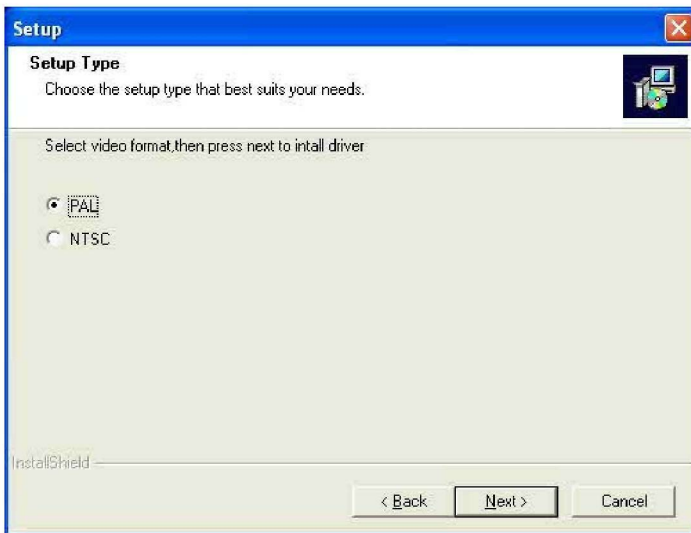 Setup
Setup Type
Choose the setup type that best suits your needs.
Select video format,then press next to intall driver
PAL
NTSC
InstallShield
< Back Next > Cancel